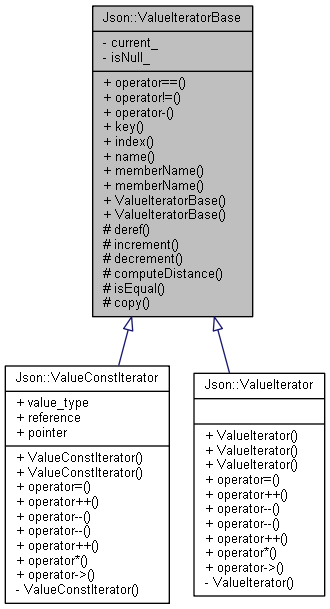 Json::ValueIteratorBase
- current_
- isNull_
+ operator==()
+ operator!=()
+ operator-()
+ key()
+ index()
+ name()
+ memberName()
+ memberName()
+ ValueIteratorBase()
+ ValueIteratorBase()
# deref()
# increment()
# decrement()
# computeDistance()
# isEqual()
# copy()
Json::ValueConstIterator
+ value_type
+ reference
+ pointer
+ ValueConstIterator()
+ ValueConstIterator()
+ operator=()
+ operator++()
+ operator--()
+ operator--()
+ operator++()
+ operator*()
+ operator->()
- ValueConstIterator()
Json::ValueIterator
+ ValueIterator()
+ ValueIterator()
+ ValueIterator()
+ operator=()
+ operator++()
+ operator--()
+ operator--()
+ operator++()
+ operator*()
+ operator->()
- ValueIterator()